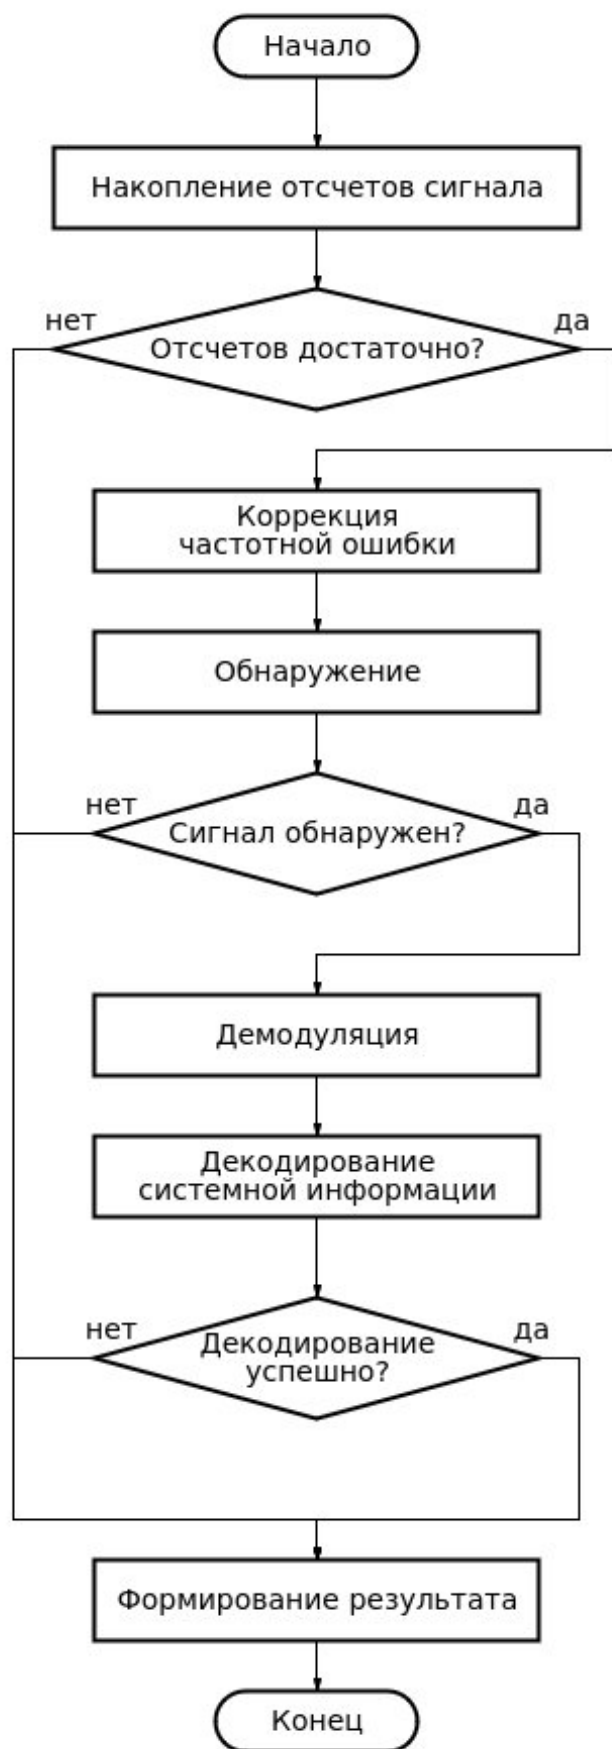 Начало
Накопление отсчетов сигнала
нет
да
Отсчетов достаточно?
Коррекция
частотной ошибки
Обнаружение
нет
да
Сигнал обнаружен?
Демодуляция
Декодирование
системной информации
нет
да
Декодирование
успешно?
Формирование результата
Конец